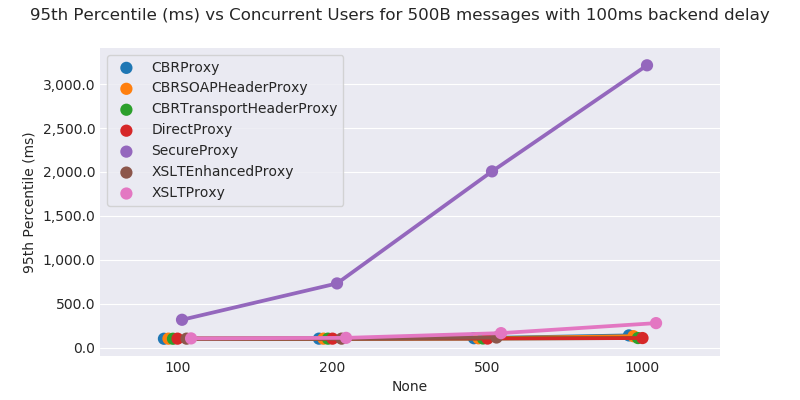 95th Percentile (ms) vs Concurrent Users for 500B messages with 100ms backend delay
CBRProxy
CBRSOAPHeaderProxy
CBRTransportHeaderProxy
DirectProxy
SecureProxy
XSLTEnhancedProxy
XSLTProxy
95th Percentile (ms)
3,000.0
2,500.0
2,000.0
1,500.0
1,000.0
500.0
0.0
100
200
500
1000
None